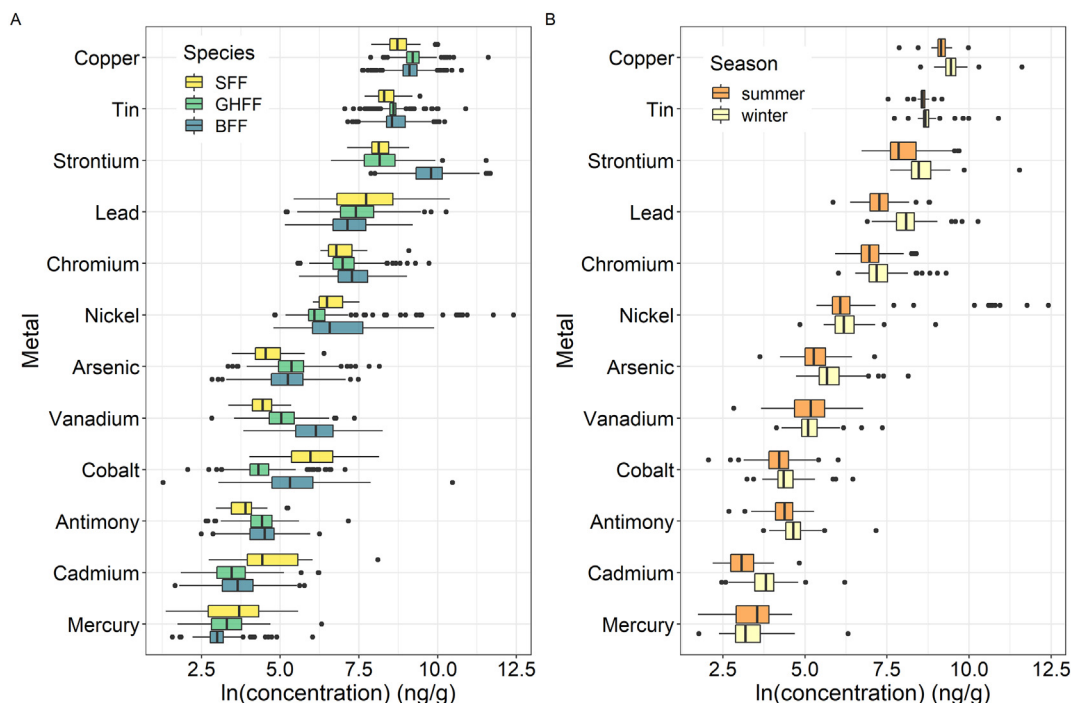 A
Species
SFF
GHFF
BFF
Metal
Copper
Tin
Strontium
Lead
Chromium
Nickel
Arsenic
Vanadium
Cobalt
Antimony
Cadmium
Mercury
2.5 5.0 7.5 10.0 12.5
ln(concentration) (ng/g)
B
Season
summer
winter
Metal
Copper
Tin
Strontium
Lead
Chromium
Nickel
Arsenic
Vanadium
Cobalt
Antimony
Cadmium
Mercury
2.5 5.0 7.5 10.0 12.5
ln(concentration) (ng/g)